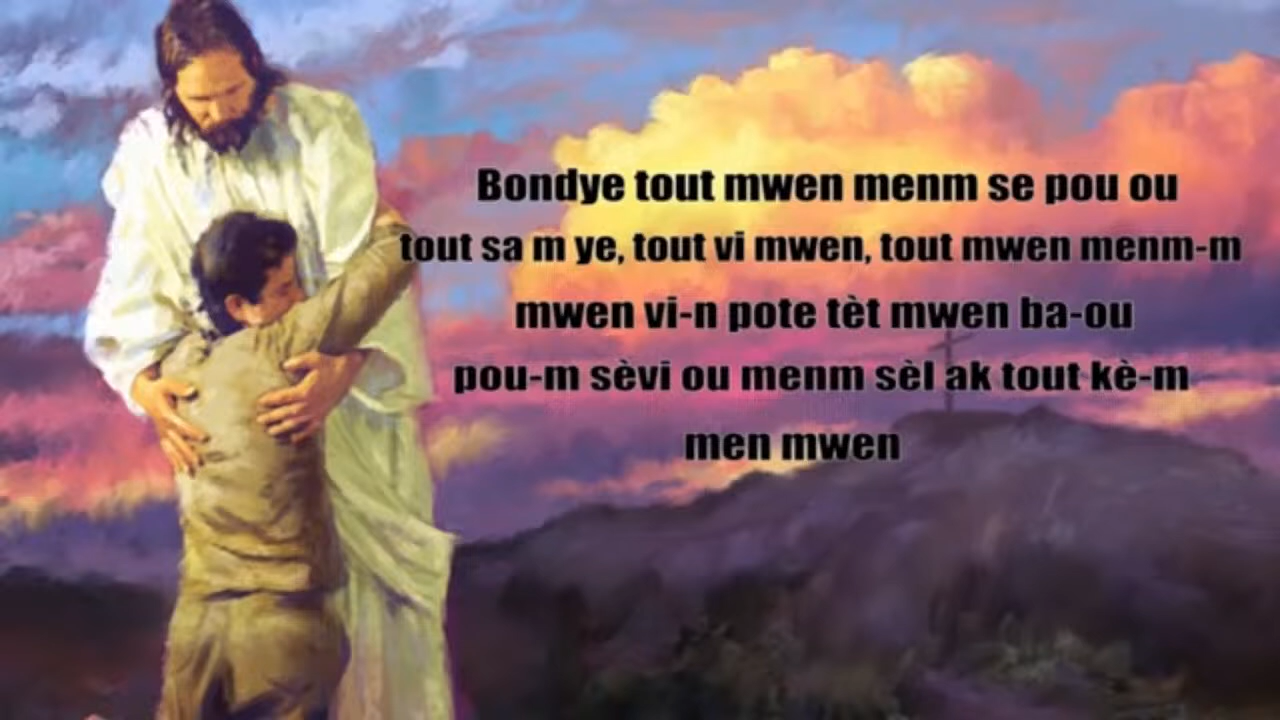 Bondye tout mwen menm se pou ou
tout sa m ye, tout vi mwen, tout mwen menm-m
mwen vi-n pote tèt mwen ba-ou
pou-m sèvi ou menm sèl ak tout kè-m
men mwen